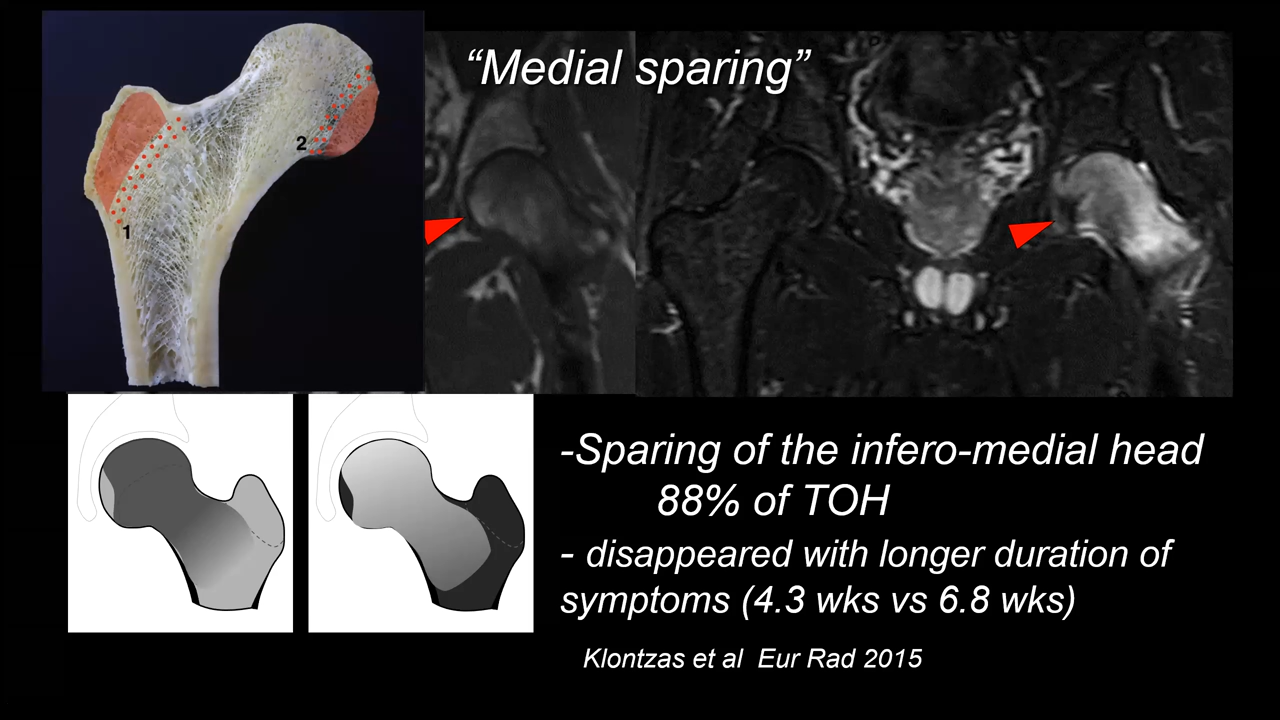 “Medial sparing”
2
1
-Sparing of the infero-medial head
88% of TOH
- disappeared with longer duration of
symptoms (4.3 wks vs 6.8 wks)
Klontzas et al Eur Rad 2015